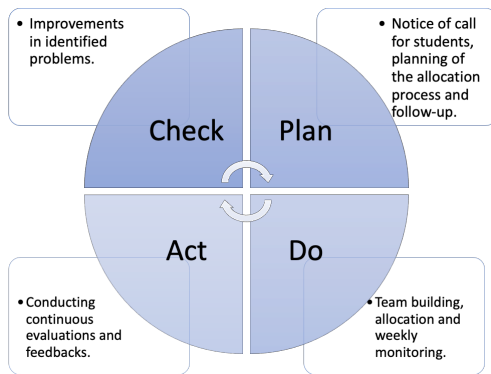 • Improvements
in identified
problems.
• Notice of call
for students,
planning of
the allocation
process and
follow-up.
Check
Plan
Act
Do
• Conducting
continuous
evaluations and
feedbacks.
• Team building,
allocation and
weekly
monitoring.